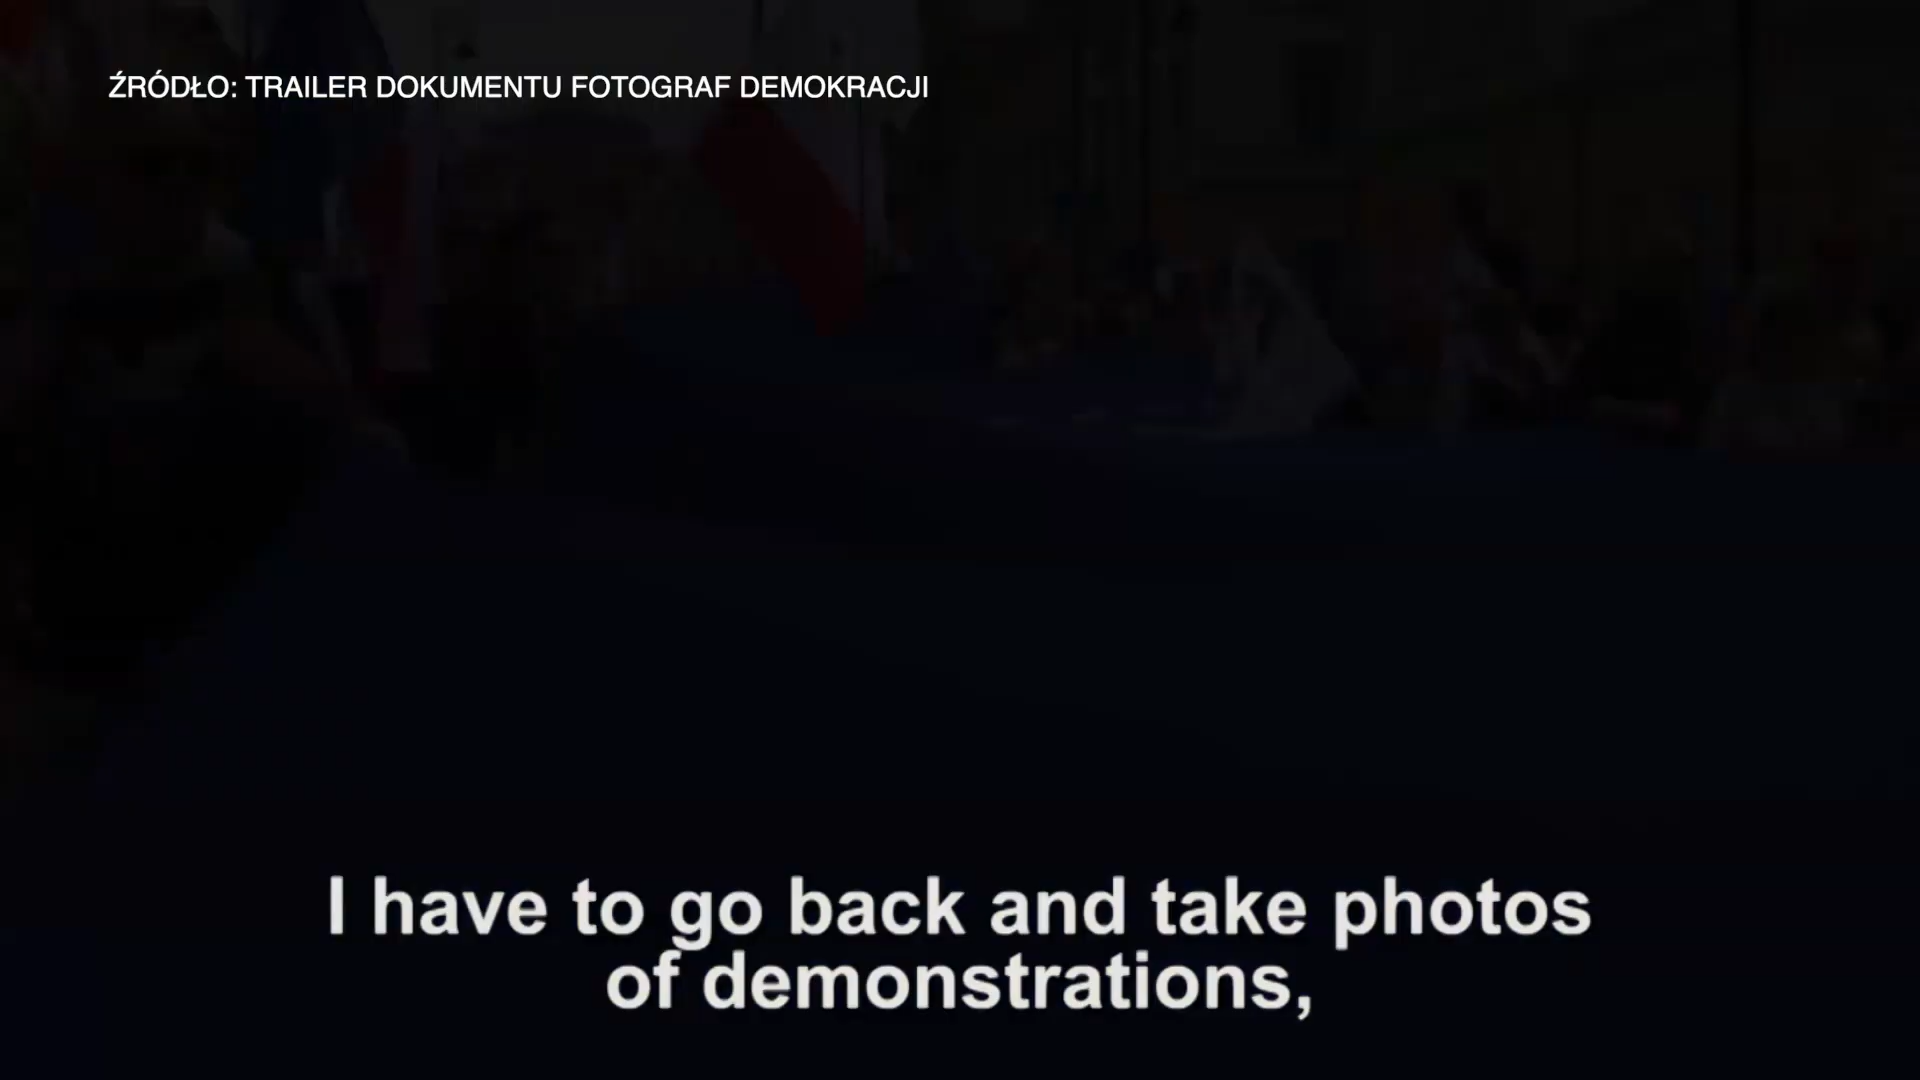 ŹRÓDŁO: TRAILER DOKUMENTU FOTOGRAF DEMOKRACJI
I have to go back and take photos
of demonstrations,